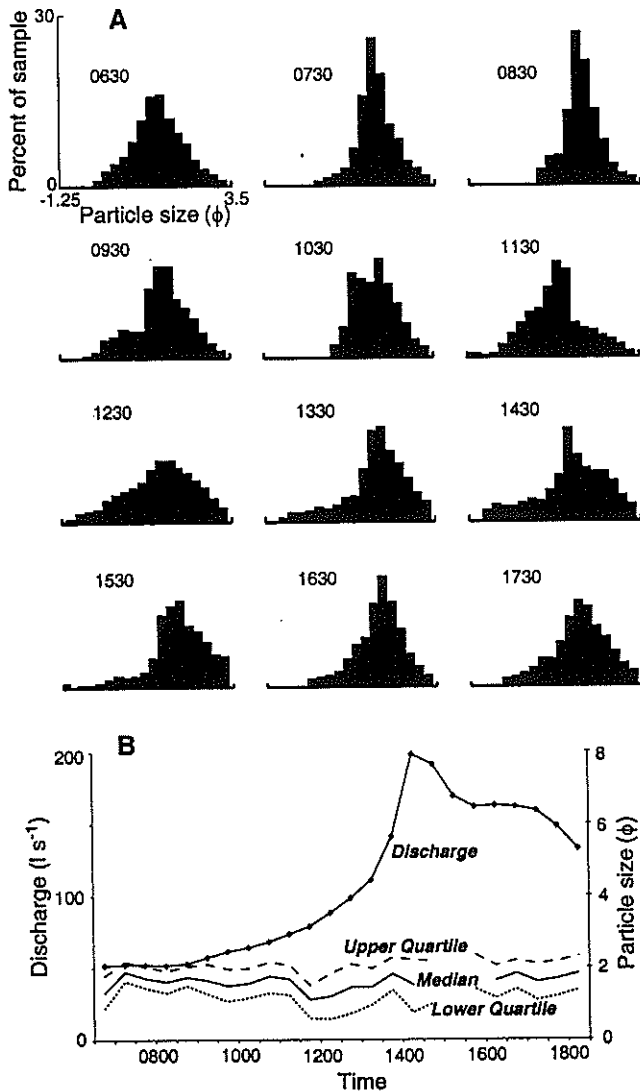 A
30
Percent of sample
0
-1.25
3.5
Particle size (ϕ)
0630
0730
0830
0930
1030
1130
1230
1330
1430
1530
1630
1730
B
200
100
0
Discharge (l s⁻¹)
8
6
4
2
0
Particle size (ϕ)
Discharge
Upper Quartile
Median
Lower Quartile
0800
1000
1200
1400
1600
1800
Time